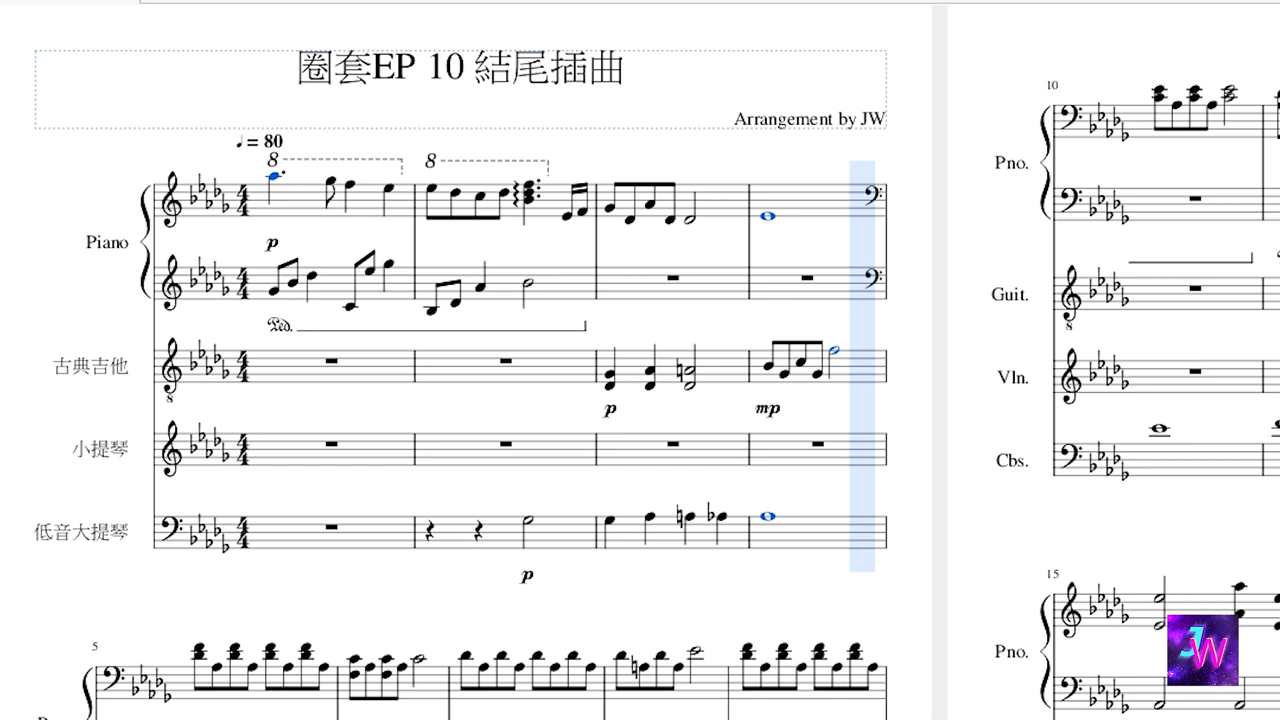 圈套EP 10 結尾插曲
Arrangement by JW
♩ = 80
8
8
Piano
p
Ped.
古典吉他
8
p
mp
小提琴
低音大提琴
p
5
10
Pno.
Guit.
8
Vln.
Cbs.
15
Pno.
JW